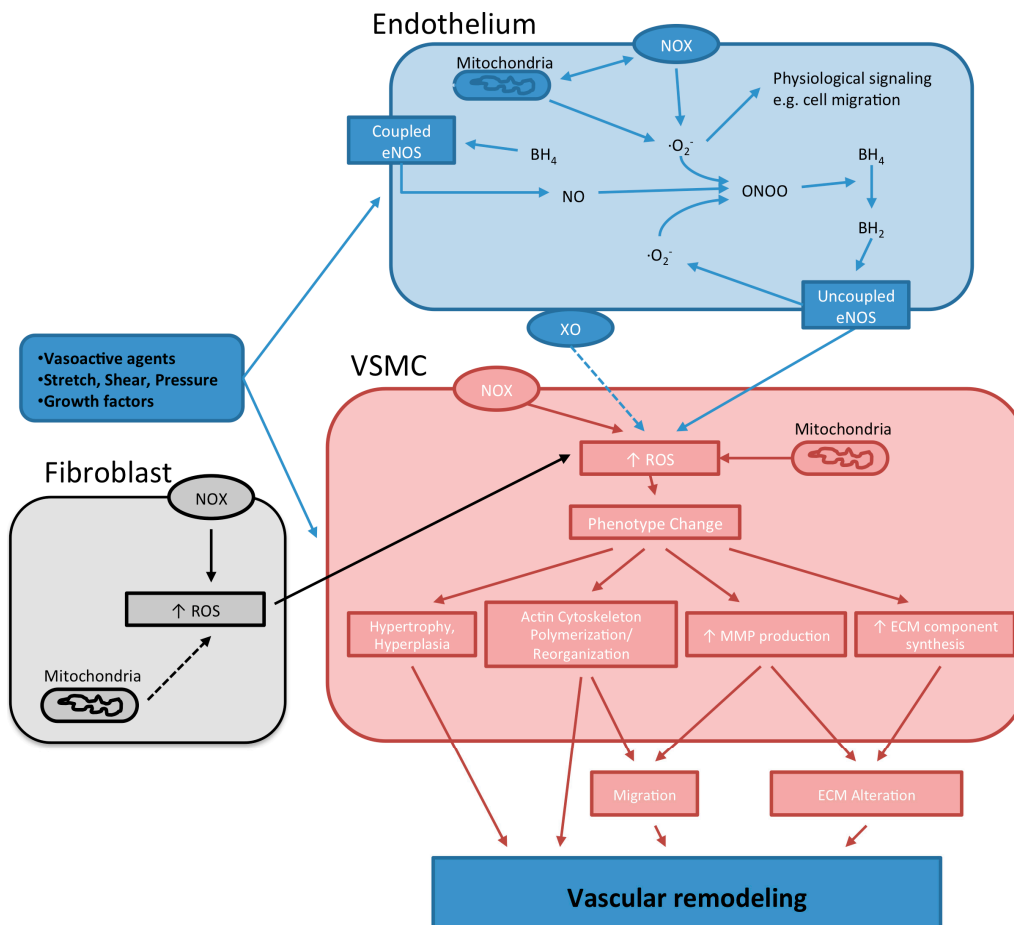 Endothelium
NOX
Mitochondria
Physiological signaling
e.g. cell migration
Coupled
eNOS
BH₄
·O₂⁻
BH₄
NO
ONOO
BH₂
·O₂⁻
Uncoupled
eNOS
XO
•Vasoactive agents
•Stretch, Shear, Pressure
•Growth factors
VSMC
NOX
Mitochondria
↑ ROS
Phenotype Change
Fibroblast
NOX
↑ ROS
Mitochondria
Hypertrophy,
Hyperplasia
Actin Cytoskeleton
Polymerization/
Reorganization
↑ MMP production
↑ ECM component
synthesis
Migration
ECM Alteration
Vascular remodeling